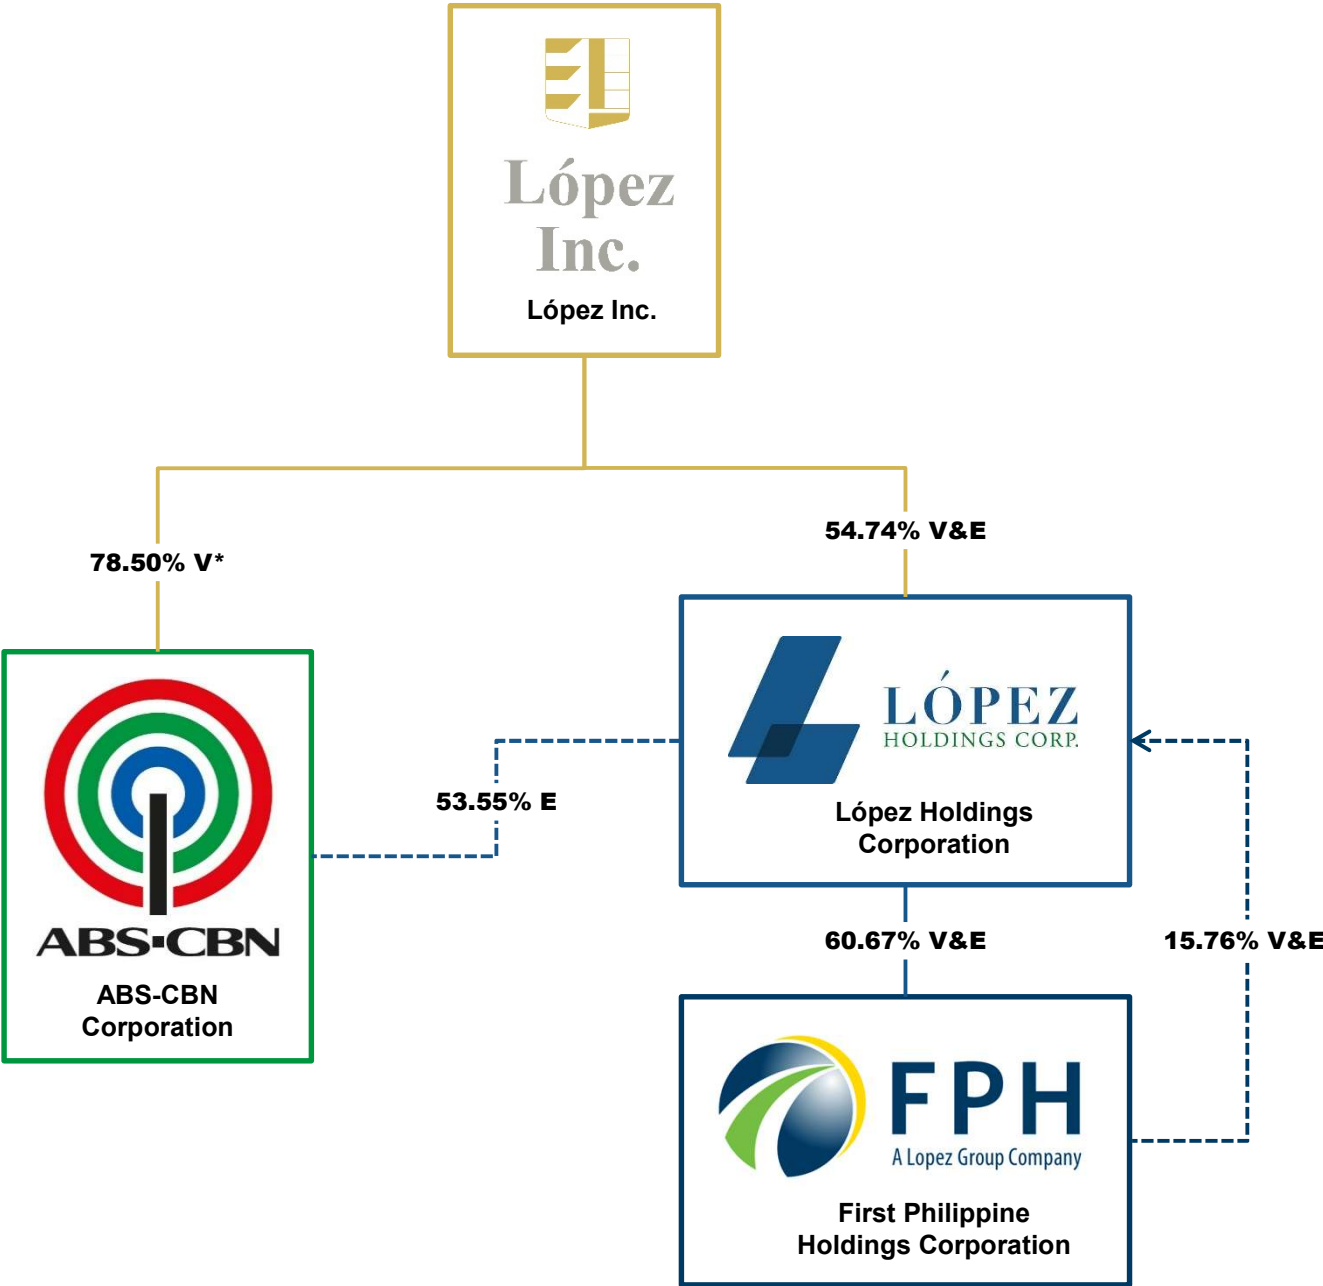 López
Inc.
López Inc.
78.50% V*
54.74% V&E
ABS-CBN
ABS-CBN
Corporation
53.55% E
LÓPEZ
HOLDINGS CORP.
López Holdings
Corporation
60.67% V&E
15.76% V&E
FPH
A Lopez Group Company
First Philippine
Holdings Corporation